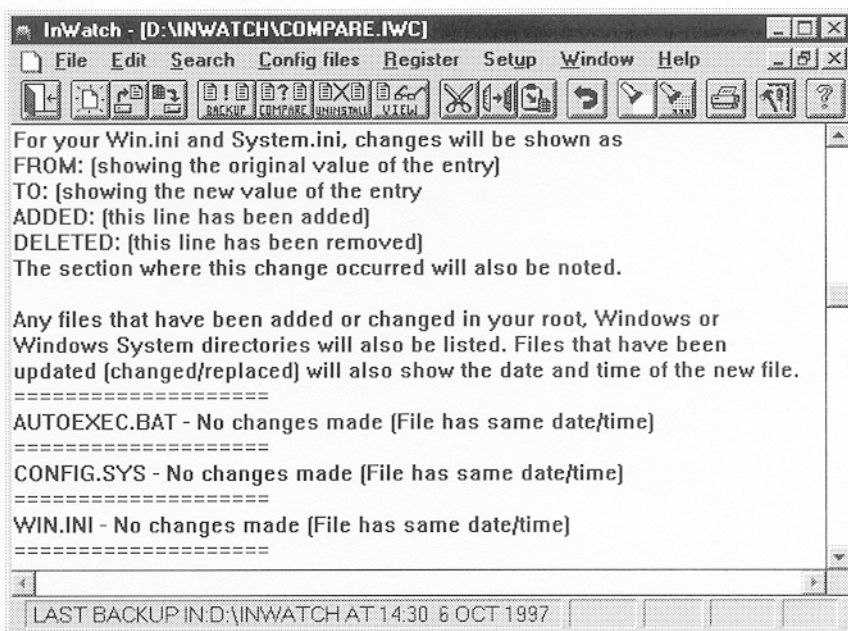 InWatch - [D:\INWATCH\COMPARE.IWC]
File Edit Search Config files Register Setup Window Help
BACKUP COMPARE UNINSTALL VIEW
For your Win.ini and System.ini, changes will be shown as
FROM: (showing the original value of the entry)
TO: (showing the new value of the entry
ADDED: (this line has been added)
DELETED: (this line has been removed)
The section where this change occurred will also be noted.
Any files that have been added or changed in your root, Windows or
Windows System directories will also be listed. Files that have been
updated (changed/replaced) will also show the date and time of the new file.
=====================
AUTOEXEC.BAT - No changes made (File has same date/time)
=====================
CONFIG.SYS - No changes made (File has same date/time)
=====================
WIN.INI - No changes made (File has same date/time)
=====================
LAST BACKUP IN:D:\INWATCH AT 14:30 6 OCT 1997